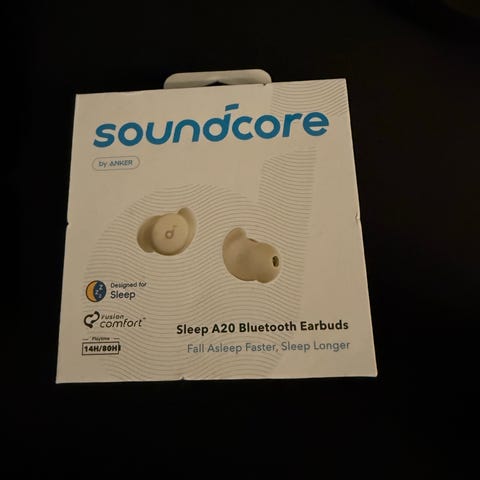 soundcore
by ANKER
Designed for
Sleep
Fusion
comfort™
Playtime
14H/80H
Sleep A20 Bluetooth Earbuds
Fall Asleep Faster, Sleep Longer